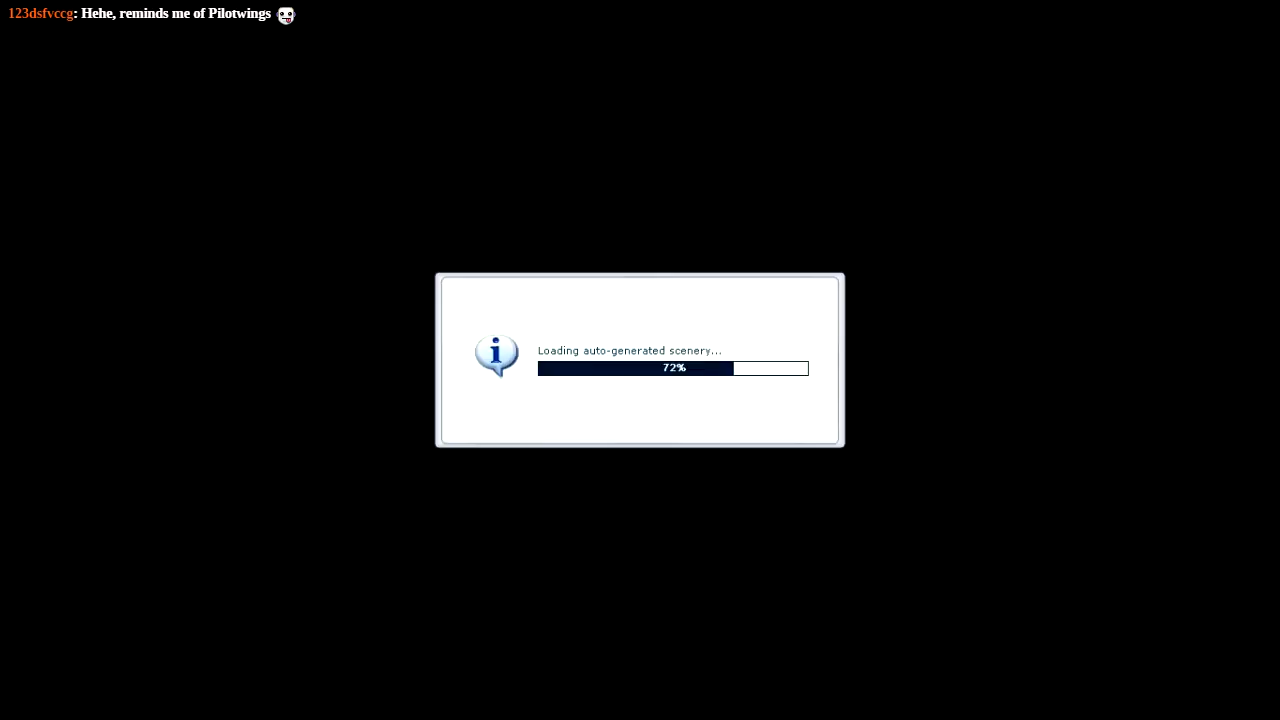 123dsfvccg: Hehe, reminds me of Pilotwings
Loading auto-generated scenery...
72%